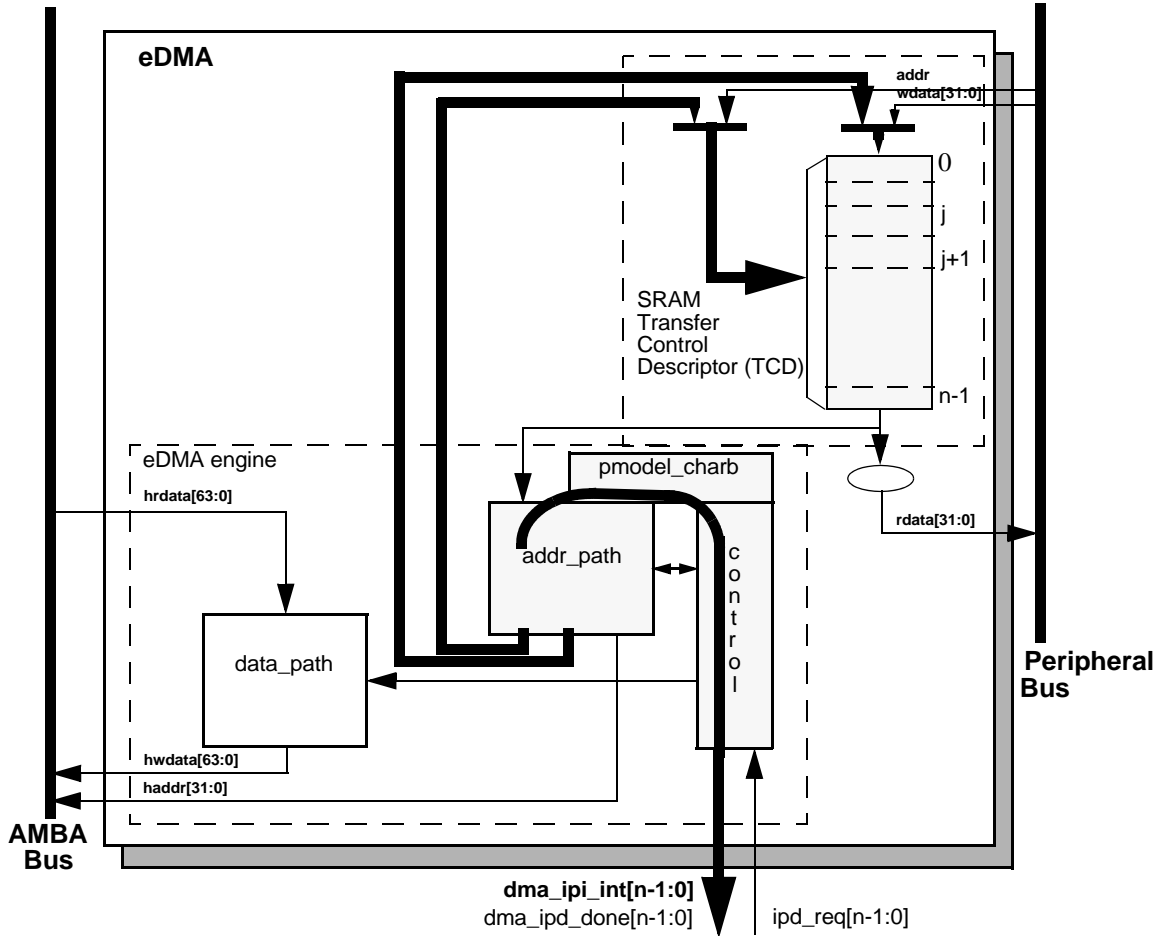 eDMA
addr
wdata[31:0]
0
j
j+1
SRAM
Transfer
Control
Descriptor (TCD)
n-1
eDMA engine
pmodel_charb
hrdata[63:0]
rdata[31:0]
addr_path
control
data_path
Peripheral
Bus
hwdata[63:0]
haddr[31:0]
AMBA
Bus
dma_ipi_int[n-1:0]
dma_ipd_done[n-1:0]
ipd_req[n-1:0]